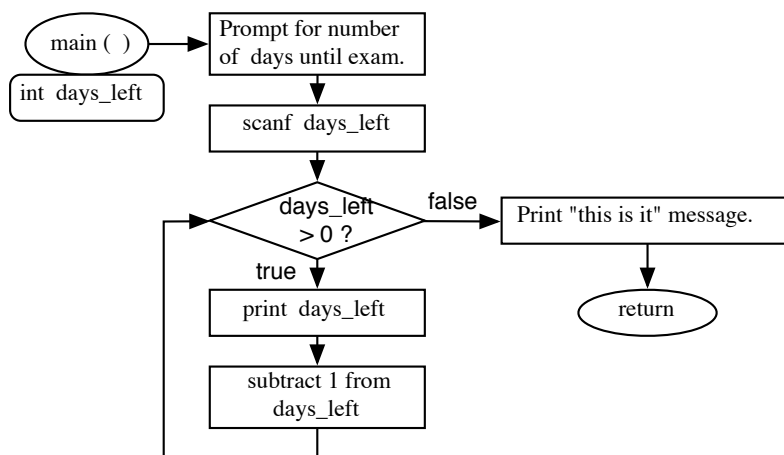 main ( )
int days_left
Prompt for number
of days until exam.
scanf days_left
days_left
> 0 ?
false
Print "this is it" message.
return
true
print days_left
subtract 1 from
days_left